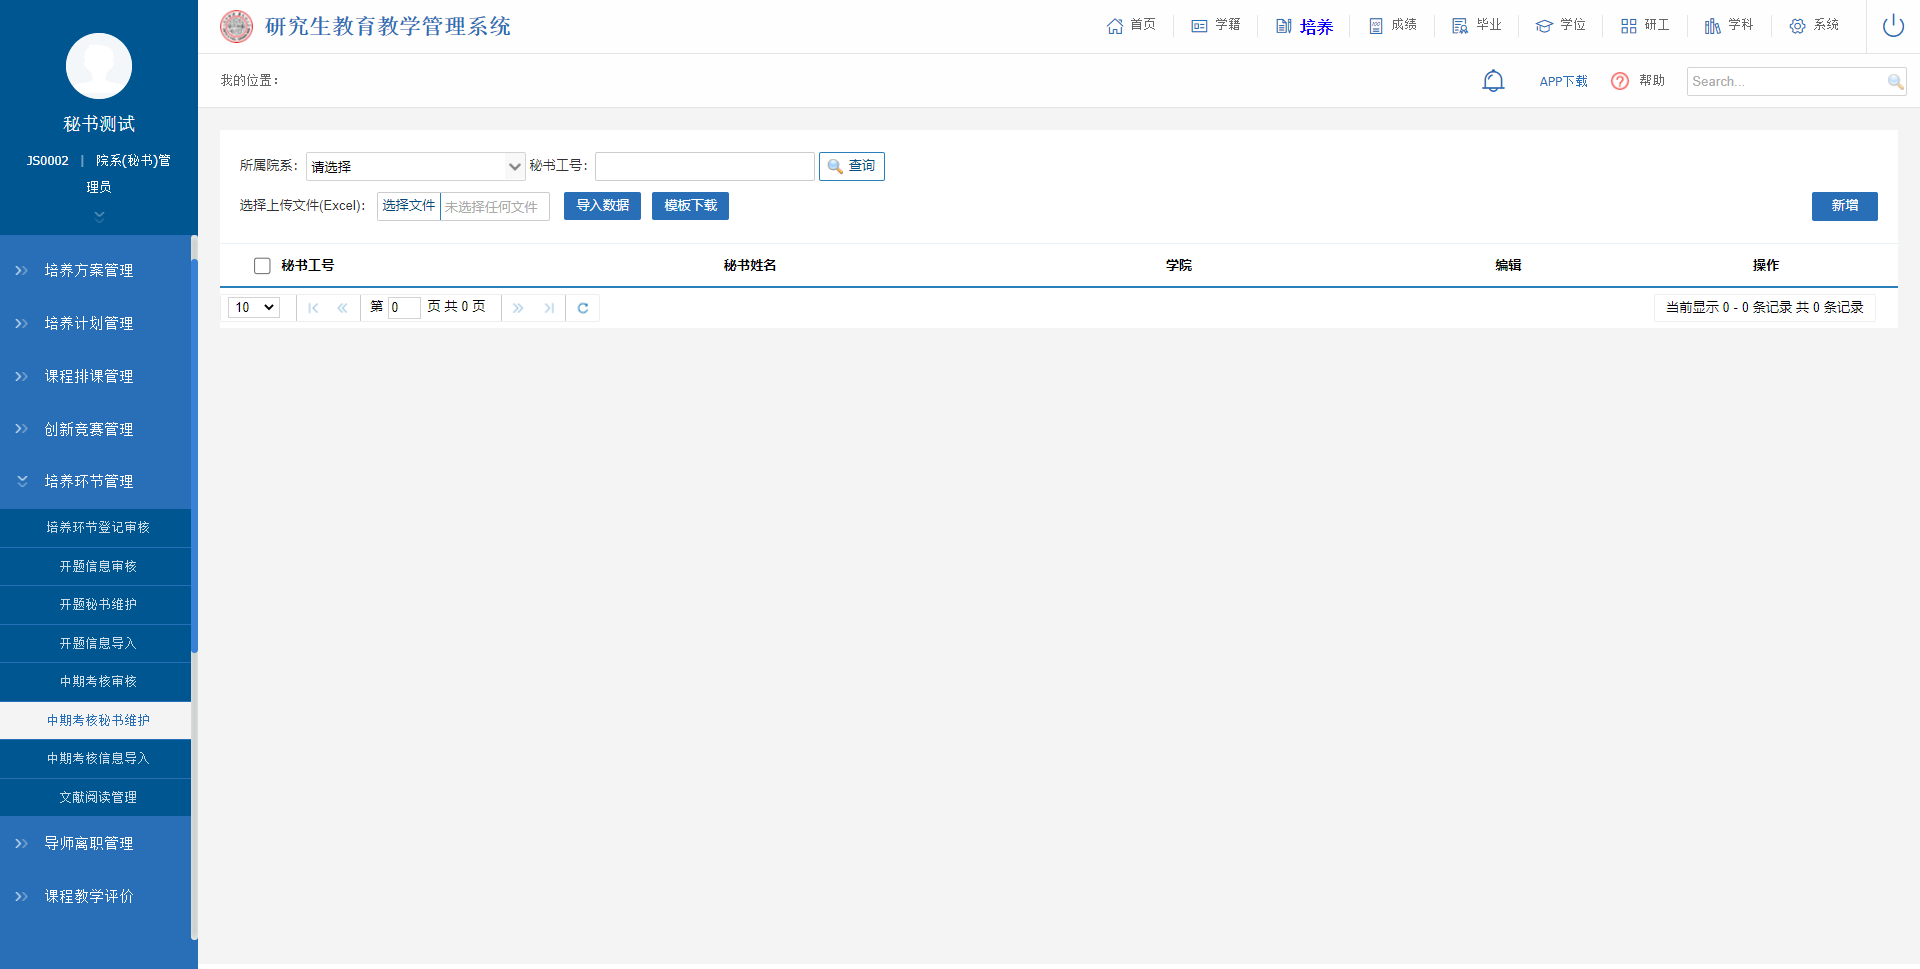 研究生教育教学管理系统
首页
学籍
培养
成绩
毕业
学位
研工
学科
系统
秘书测试
JS0002 | 院系(秘书)管
理员
我的位置：
APP下载
帮助
Search...
所属院系：
请选择
秘书工号：
查询
选择上传文件(Excel)：
选择文件
未选择任何文件
导入数据
模板下载
新增
秘书工号
秘书姓名
学院
编辑
操作
10
第 0 页 共 0 页
当前显示 0 - 0 条记录 共 0 条记录
培养方案管理
培养计划管理
课程排课管理
创新竞赛管理
培养环节管理
培养环节登记审核
开题信息审核
开题秘书维护
开题信息导入
中期考核审核
中期考核秘书维护
中期考核信息导入
文献阅读管理
导师离职管理
课程教学评价